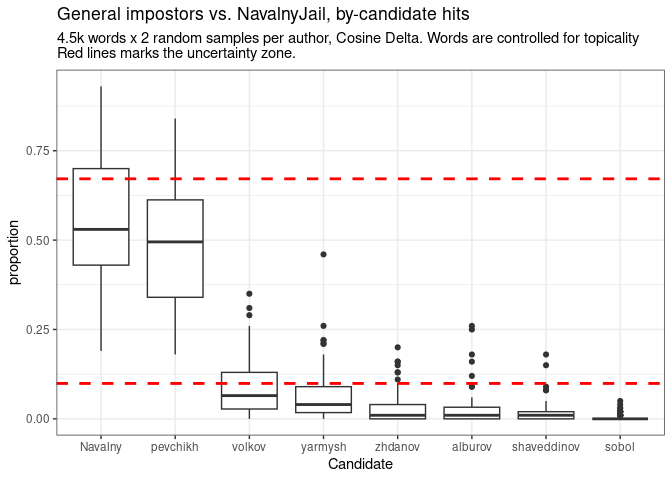 General impostors vs. NavalnyJail, by-candidate hits
4.5k words x 2 random samples per author, Cosine Delta. Words are controlled for topicality
Red lines marks the uncertainty zone.
proportion
0.75
0.50
0.25
0.00
Navalny pevchikh volkov yarmysh zhdanov alburov shaveddinov sobol
Candidate